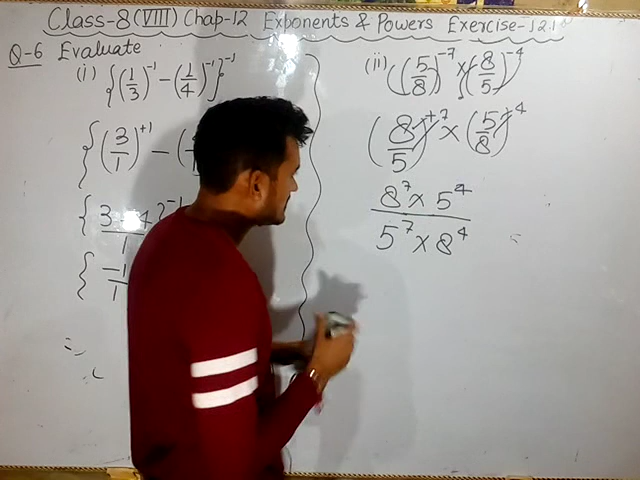 Class-8 (VIII) Chap-12 Exponents & Powers Exercise-12.1
Q-6 Evaluate
(i) {(1/3)⁻¹ − (1/4)⁻¹}⁻¹
{(3/1)⁺¹ − (
{3 − 4/1}⁻¹
{−1/1
(ii) (5/8)⁻⁷ × (8/5)⁻⁴
(8/5)⁺⁷ × (5/8)⁺⁴
8⁷ × 5⁴
5⁷ × 8⁴